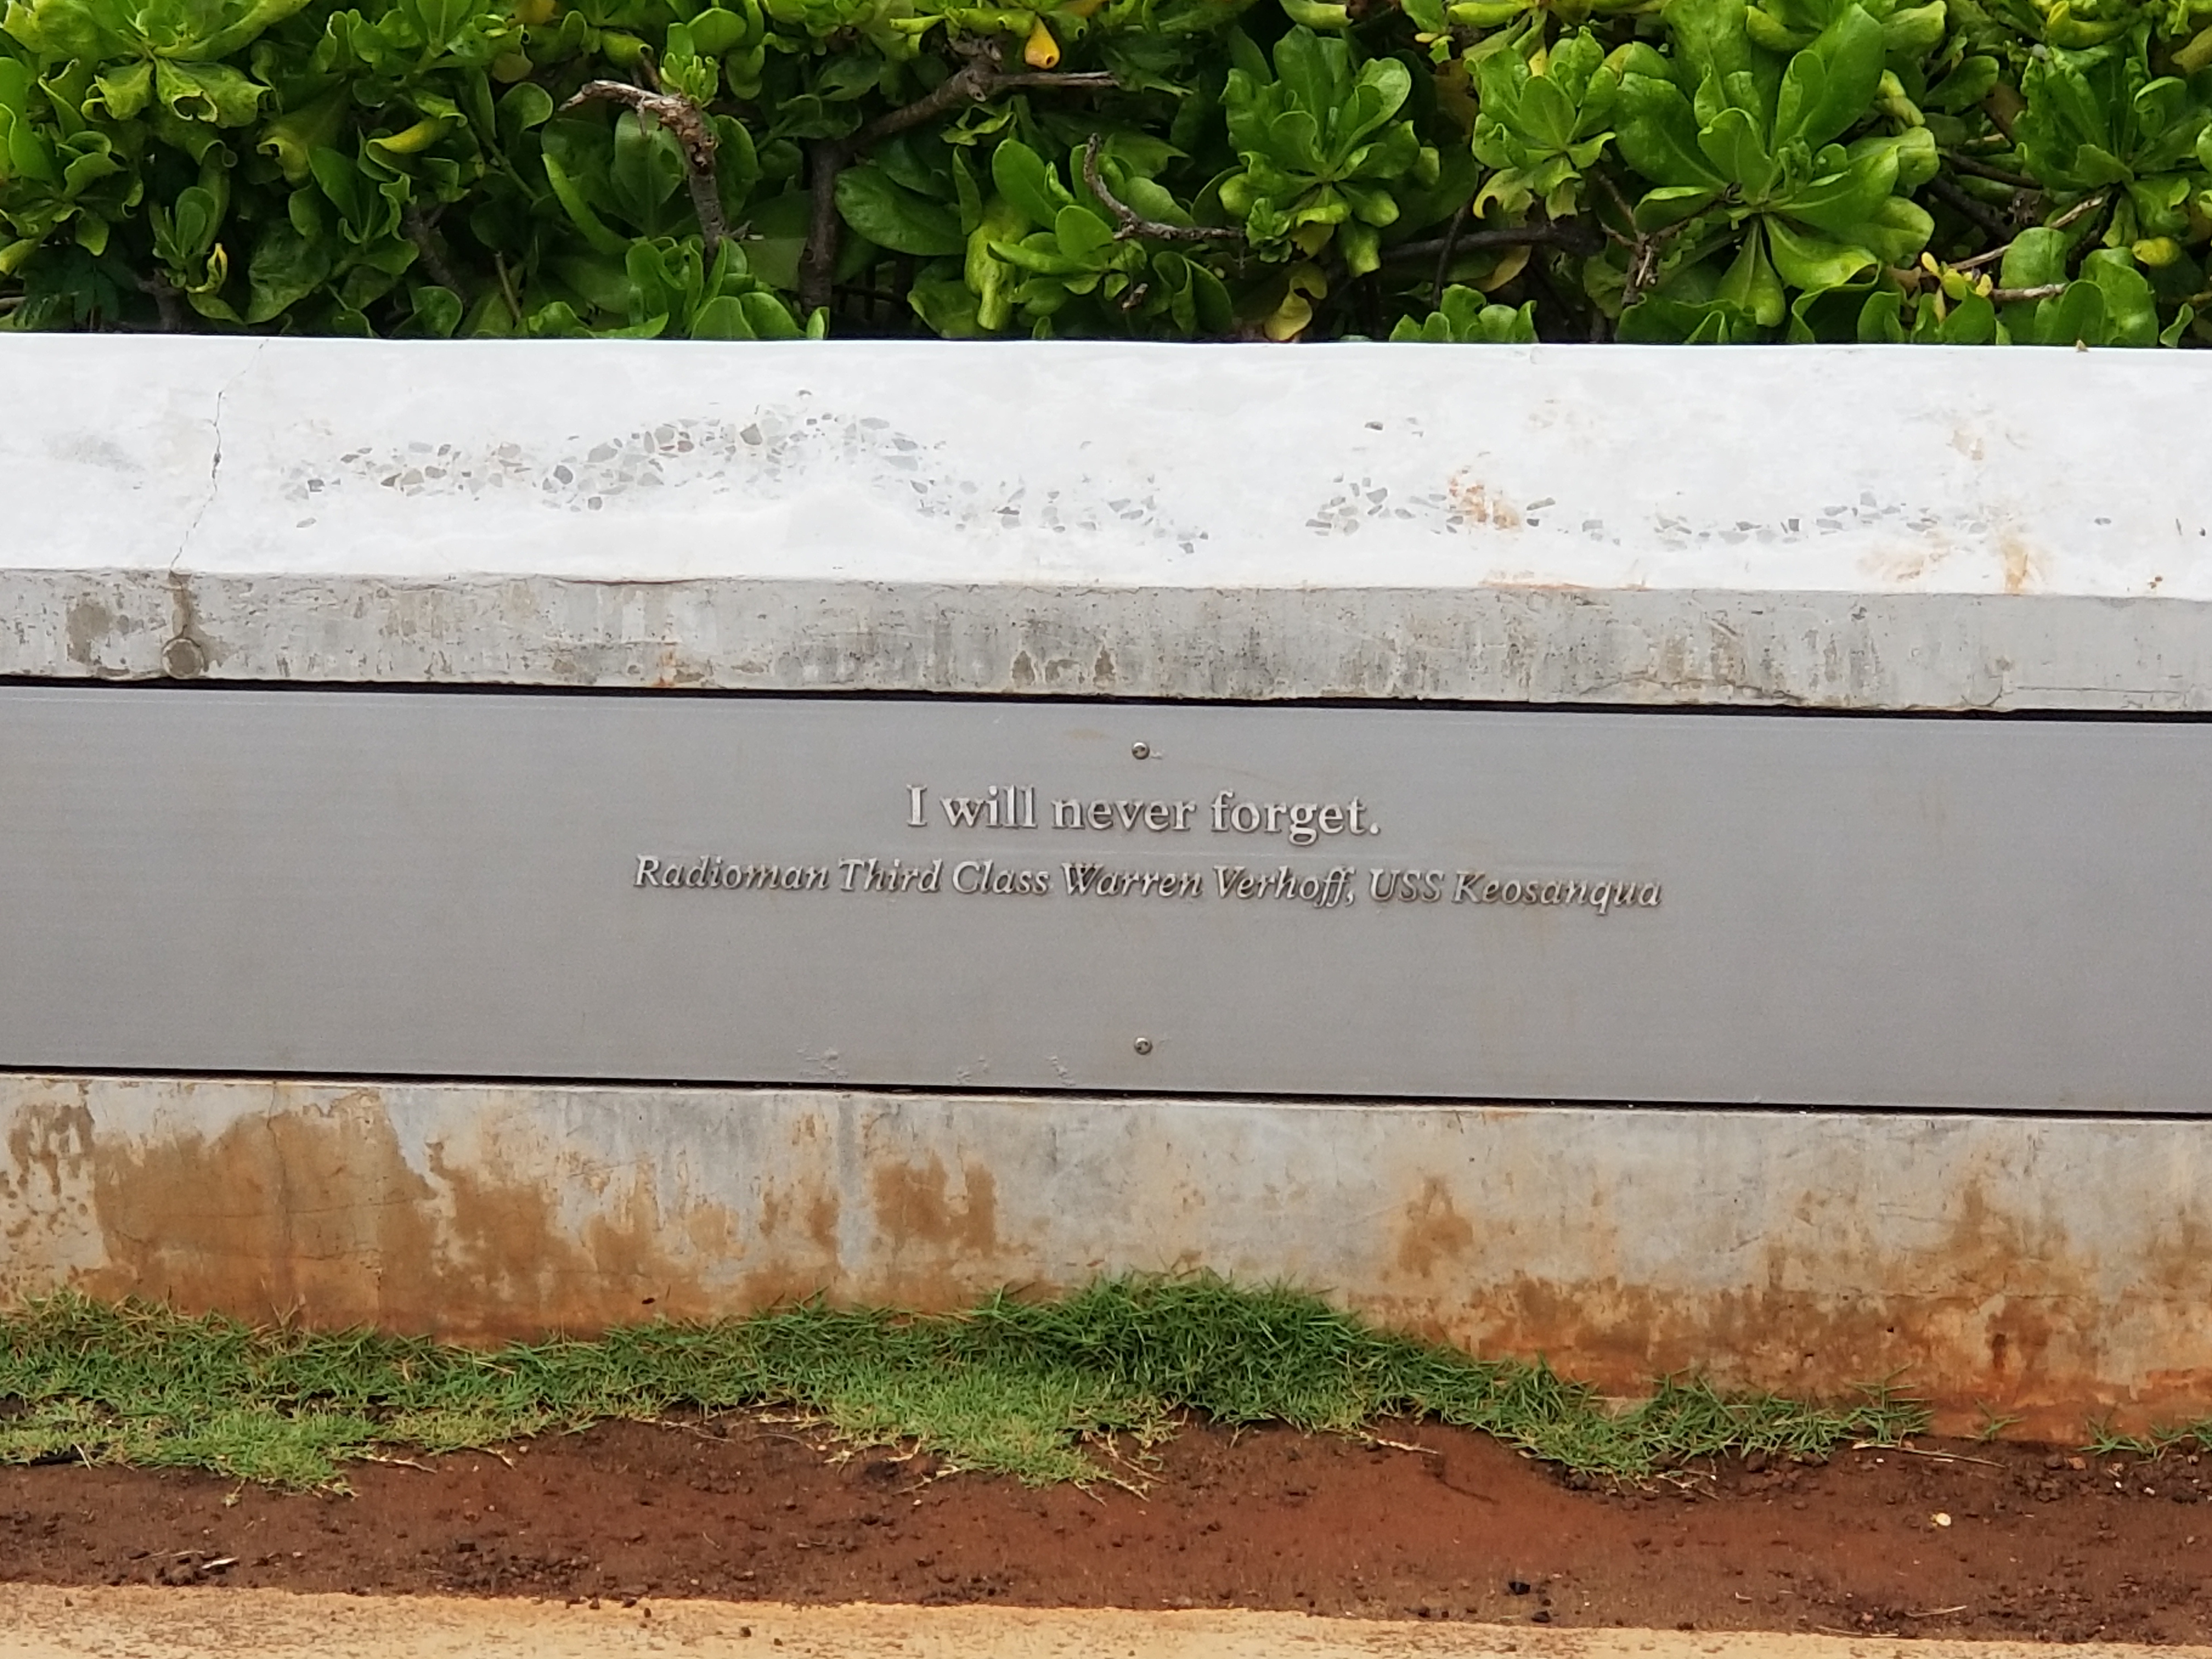 I will never forget.
Radioman Third Class Warren Verhoff, USS Keosanqua